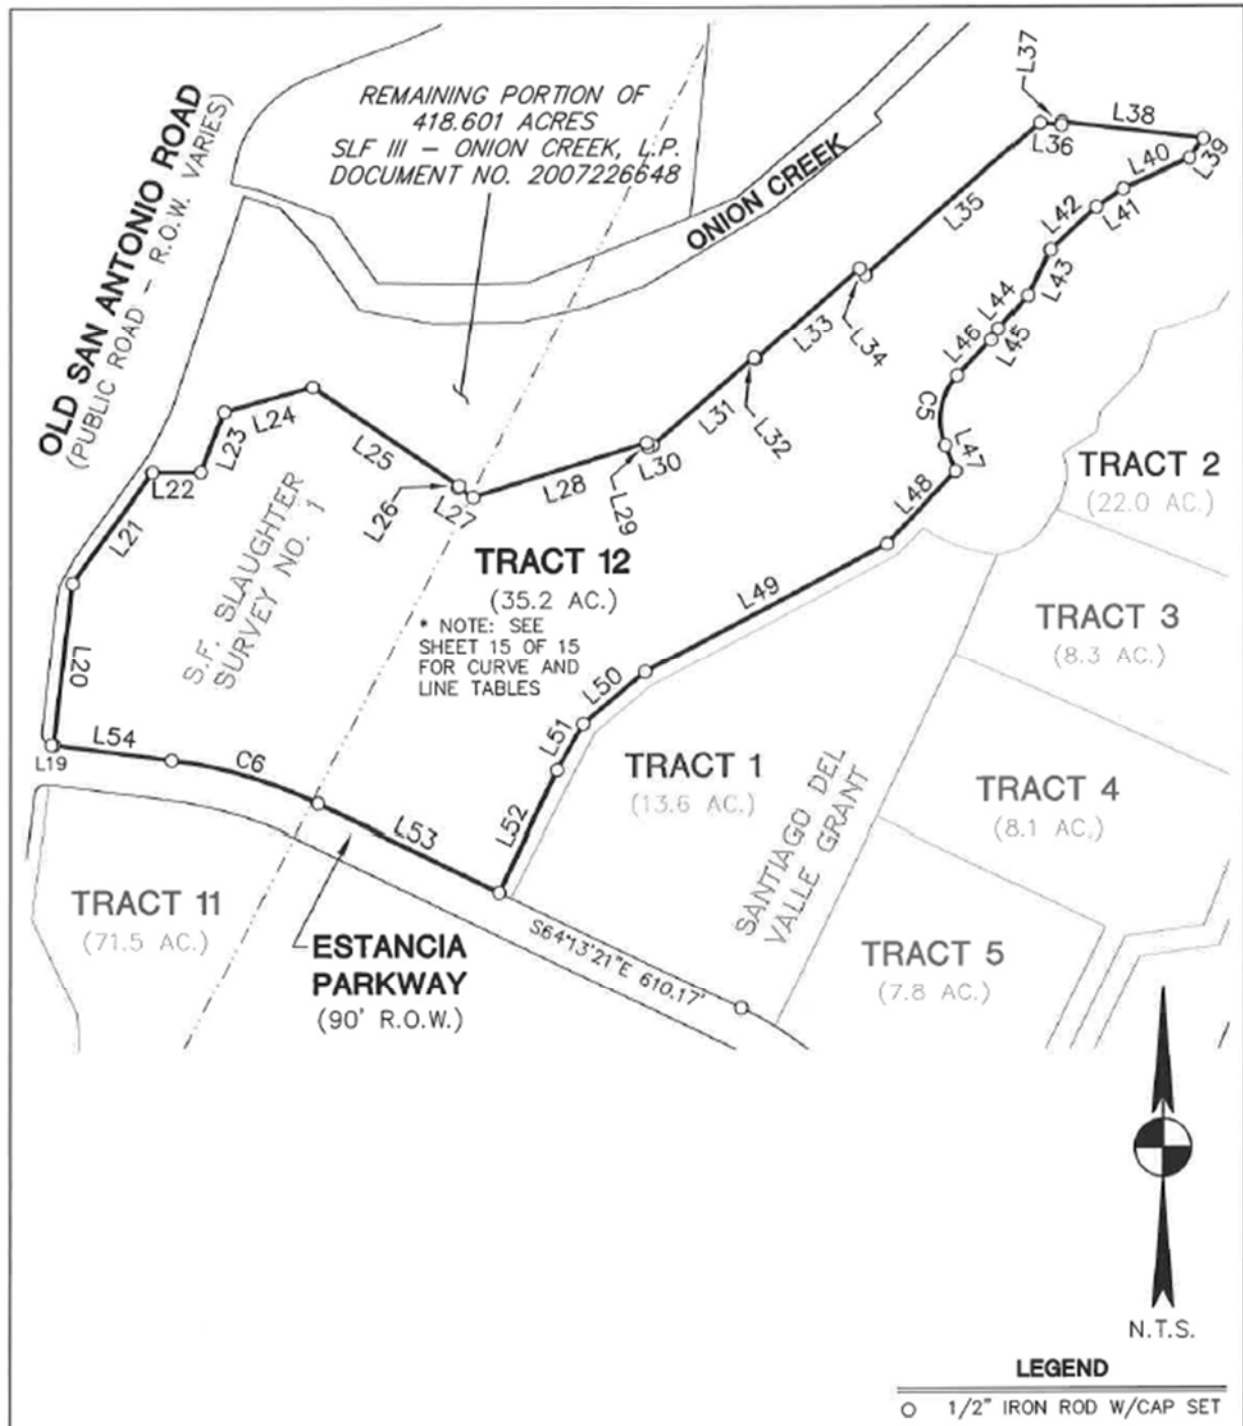 REMAINING PORTION OF
418.601 ACRES
SLF III – ONION CREEK, L.P.
DOCUMENT NO. 2007226648
OLD SAN ANTONIO ROAD
(PUBLIC ROAD – R.O.W. VARIES)
ONION CREEK
L37
L38
L36
L39
L40
L41
L35
L42
L43
L44
L45
L46
L33
L34
L31
L32
C5
L47
L48
L24
L23
L25
L22
L21
L26
L27
L28
L29
L30
S.F. SLAUGHTER
SURVEY NO. 1
TRACT 12
(35.2 AC.)
* NOTE: SEE
SHEET 15 OF 15
FOR CURVE AND
LINE TABLES
L49
TRACT 2
(22.0 AC.)
TRACT 3
(8.3 AC.)
L20
L50
L51
L54
L19
C6
L52
L53
TRACT 1
(13.6 AC.)
SANTIAGO DEL
VALLE GRANT
TRACT 4
(8.1 AC.)
TRACT 11
(71.5 AC.)
ESTANCIA
PARKWAY
(90' R.O.W.)
S64°13'21"E 610.17'
TRACT 5
(7.8 AC.)
N.T.S.
LEGEND
1/2" IRON ROD W/CAP SET